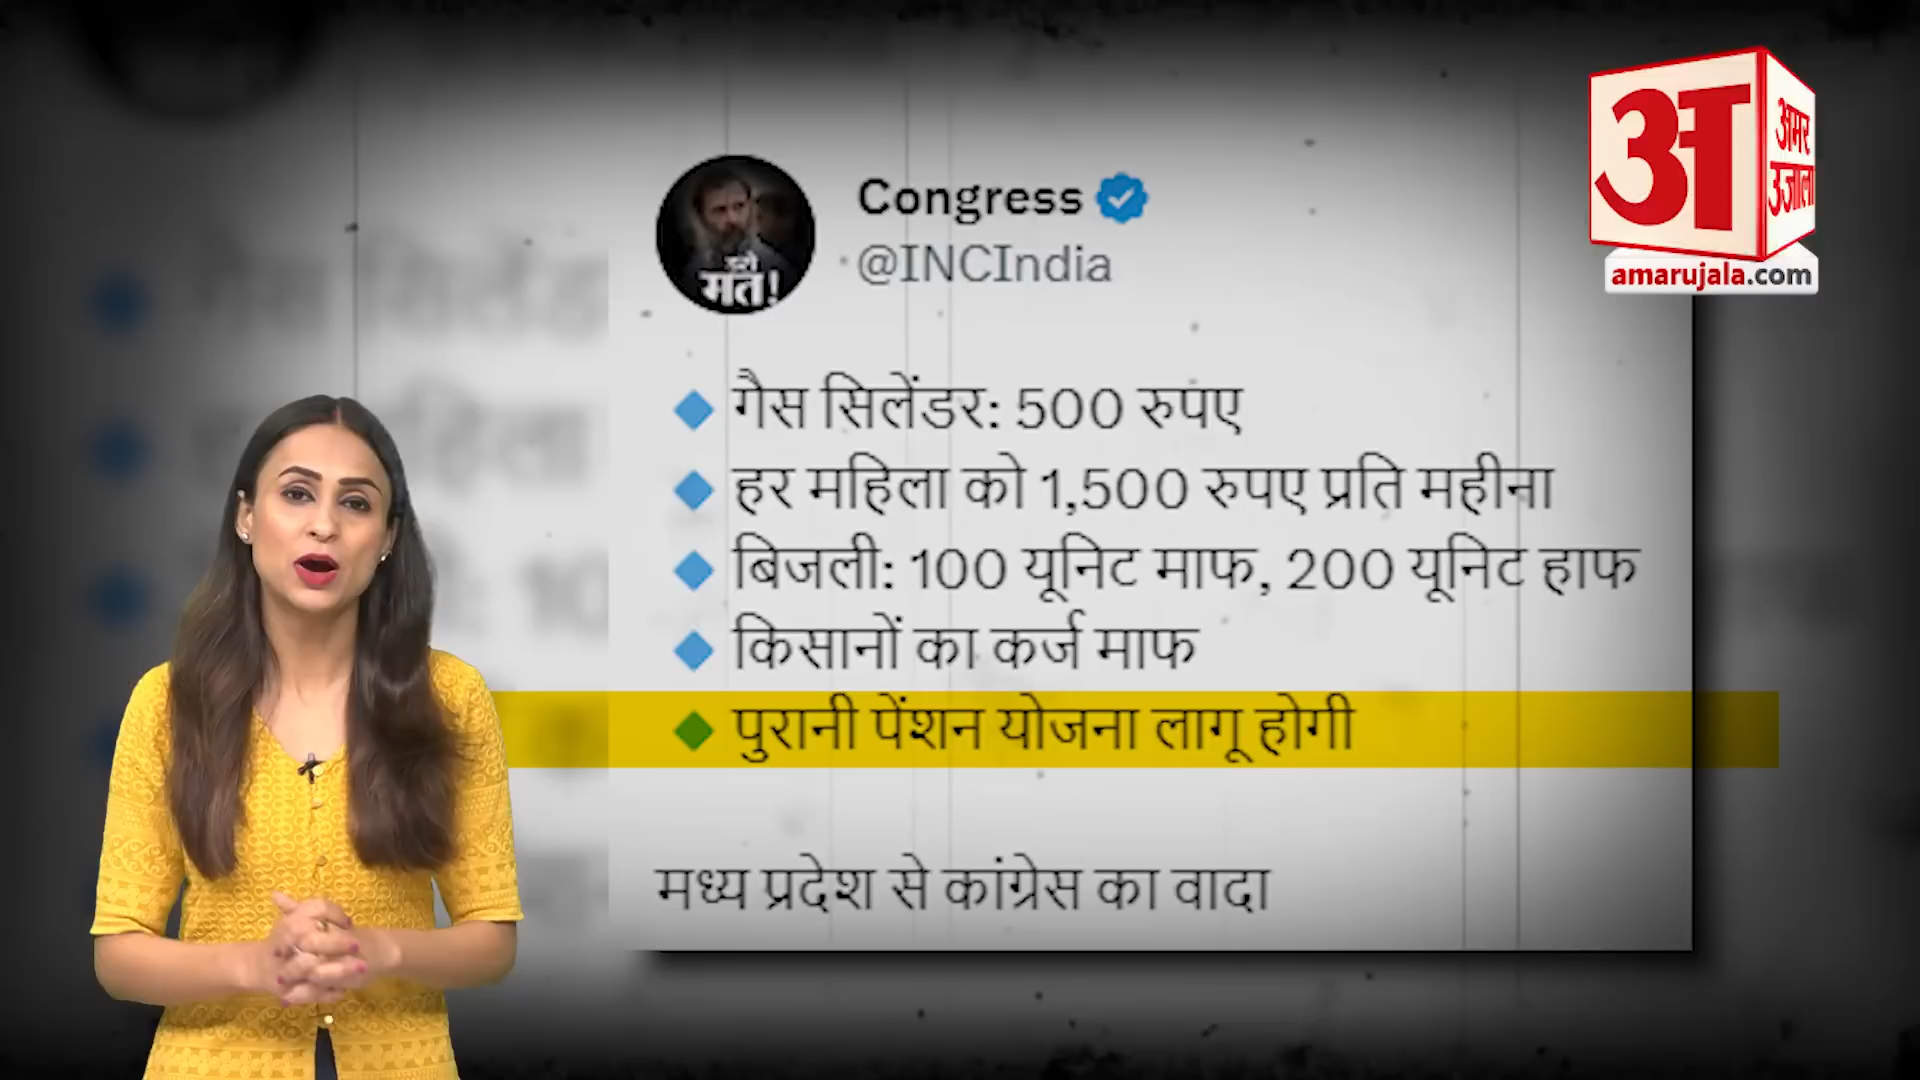 Congress
@INCIndia
मत!
गैस सिलेंडर: 500 रुपए
हर महिला को 1,500 रुपए प्रति महीना
बिजली: 100 यूनिट माफ, 200 यूनिट हाफ
किसानों का कर्ज माफ
पुरानी पेंशन योजना लागू होगी
मध्य प्रदेश से कांग्रेस का वादा
अ
अमर
उजाला
amarujala.com